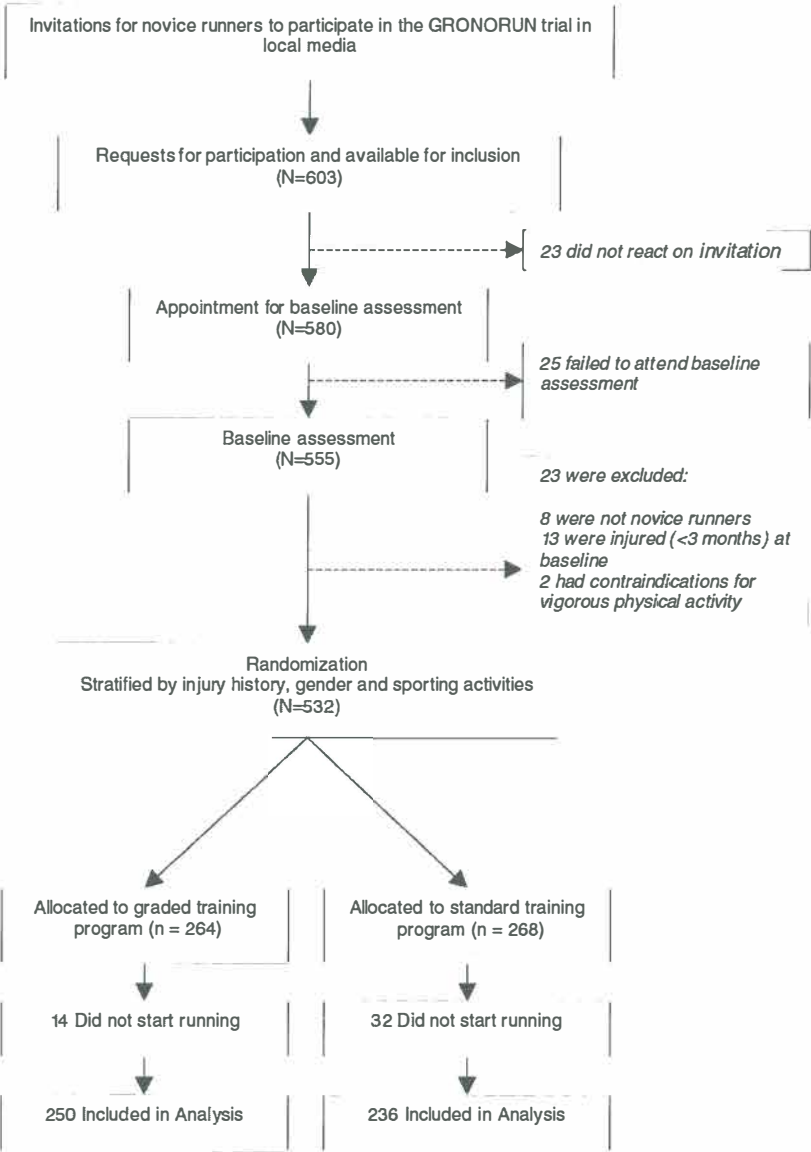 Invitations for novice runners to participate in the GRONORUN trial in
local media
Requests for participation and available for inclusion
(N=603)
23 did not react on invitation
Appointment for baseline assessment
(N=580)
25 failed to attend baseline
assessment
Baseline assessment
(N=555)
23 were excluded:
8 were not novice runners
13 were injured (<3 months) at
baseline
2 had contraindications for
vigorous physical activity
Randomization
Stratified by injury history, gender and sporting activities
(N=532)
Allocated to graded training
program (n = 264)
Allocated to standard training
program (n = 268)
14 Did not start running
32 Did not start running
250 Included in Analysis
236 Included in Analysis